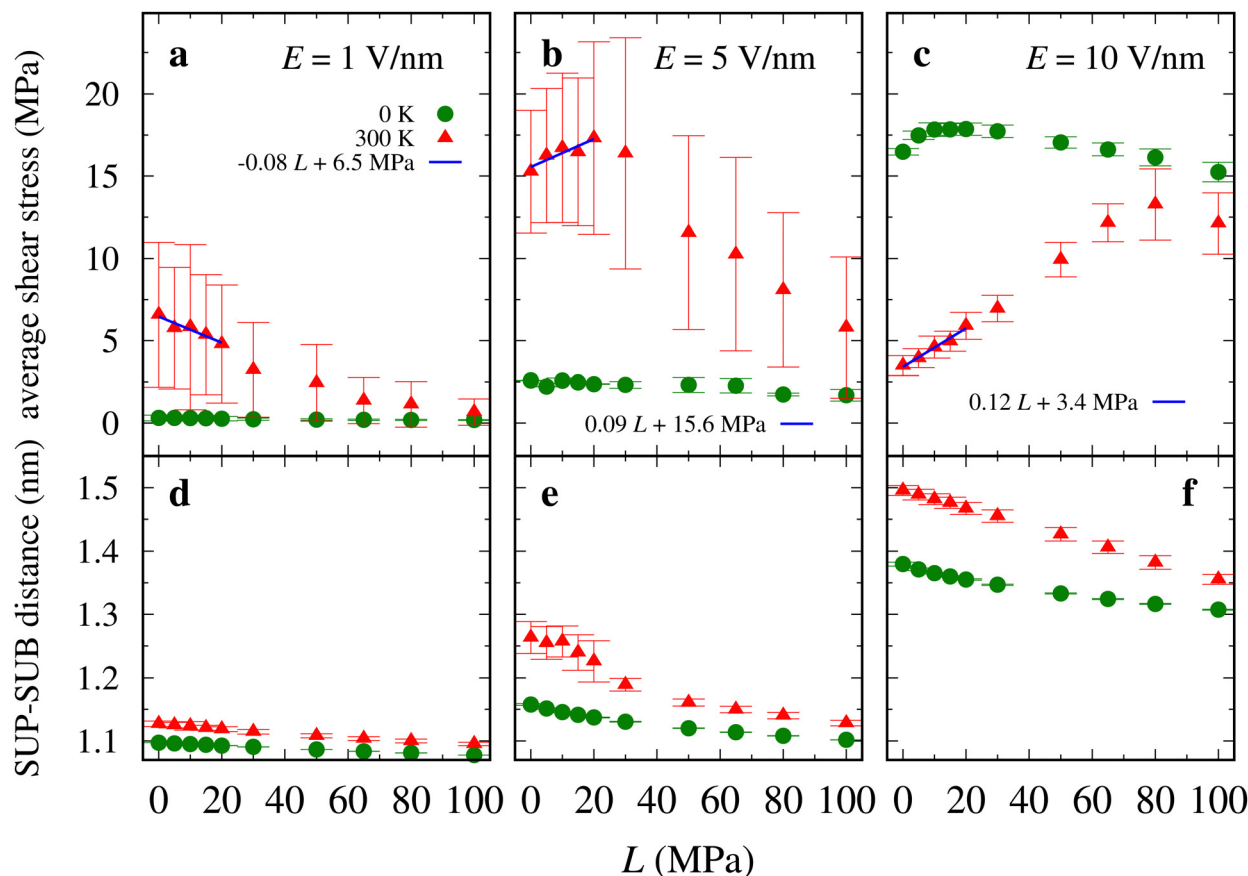 a
E = 1 V/nm
b
E = 5 V/nm
c
E = 10 V/nm
average shear stress (MPa)
20
15
10
5
0
0 K
300 K
-0.08 L + 6.5 MPa
0.09 L + 15.6 MPa
0.12 L + 3.4 MPa
SUP-SUB distance (nm)
1.5
1.4
1.3
1.2
1.1
d
e
f
0 20 40 60 80 100
0 20 40 60 80 100
0 20 40 60 80 100
L (MPa)